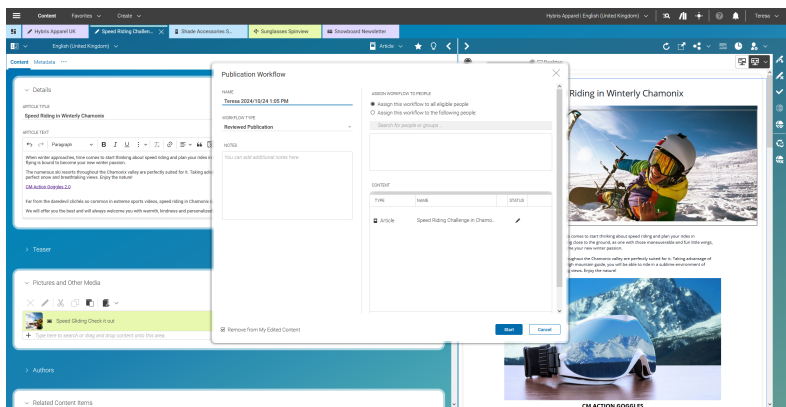 Content Favorites Create
Hybris Apparel | English (United Kingdom)
Teresa
Hybris Apparel UK
Speed Riding Challen...
Shade Accessories S...
Sunglasses Spinview
Snowboard Newsletter
English (United Kingdom)
Article
Content Metadata
Details
ARTICLE TITLE
Speed Riding in Winterly Chamonix
ARTICLE TEXT
Paragraph
When winter approaches, time comes to start thinking about speed riding and plan your rides in
flying is bound to become your new winter passion.
The numerous ski resorts throughout the Chamonix valley are perfectly suited for it. Taking adv
perfect snow and breathtaking views. Enjoy the nature!
CM Action Goggles 2.0
Far from the daredevil clichés so common in extreme sports videos, speed riding in Chamonix
We will offer you the best and will always welcome you with warmth, kindness and personalized
Teaser
Pictures and Other Media
Speed Gliding Check it out
Type here to search or drag and drop content onto this area.
Authors
Related Content Items
Publication Workflow
NAME
Teresa 2024/10/24 1:05 PM
WORKFLOW TYPE
Reviewed Publication
NOTES
You can add additional notes here.
Remove from My Edited Content
ASSIGN WORKFLOW TO PEOPLE
Assign this workflow to all eligible people
Assign this workflow to the following people:
Search for people or groups...
CONTENT
TYPE NAME STATUS
Article Speed Riding Challenge in Chamo...
Start Cancel
Riding in Winterly Chamonix
comes to start thinking about speed riding and plan your rides in
close to the ground, as one with those maneuverable and fun little wings,
your new winter passion.
throughout the Chamonix valley are perfectly suited for it. Taking advantage of
mountain guide, you will be able to ride in a sublime environment of
views. Enjoy the nature!
CM ACTION GOGGLES